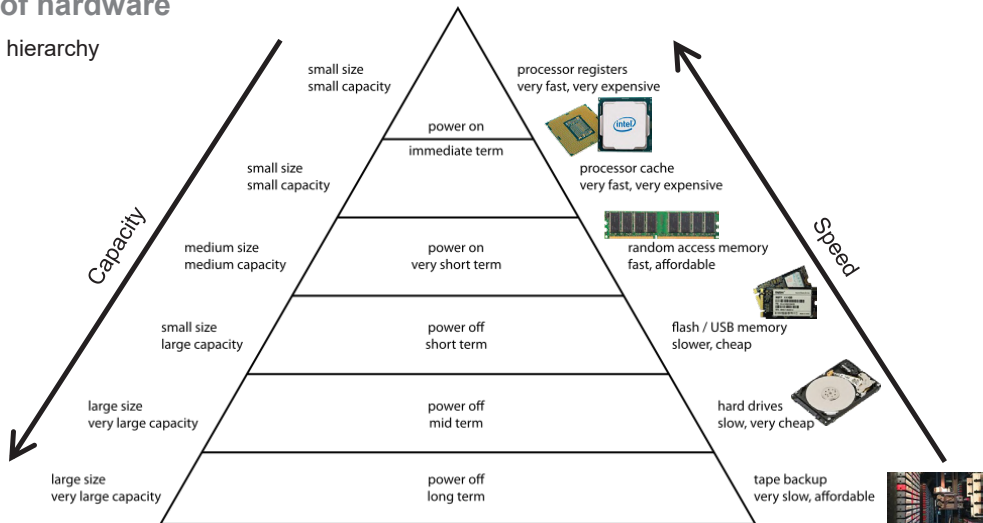 of hardware
hierarchy
small size
small capacity
processor registers
very fast, very expensive
intel
power on
immediate term
small size
small capacity
processor cache
very fast, very expensive
Capacity
Speed
medium size
medium capacity
power on
very short term
random access memory
fast, affordable
small size
large capacity
power off
short term
flash / USB memory
slower, cheap
large size
very large capacity
power off
mid term
hard drives
slow, very cheap
large size
very large capacity
power off
long term
tape backup
very slow, affordable